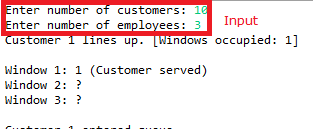 Enter number of customers: 10
Enter number of employees: 3
Input
Customer 1 lines up. [Windows occupied: 1]
Window 1: 1 (Customer served)
Window 2: ?
Window 3: ?
Customer 1 entered queue